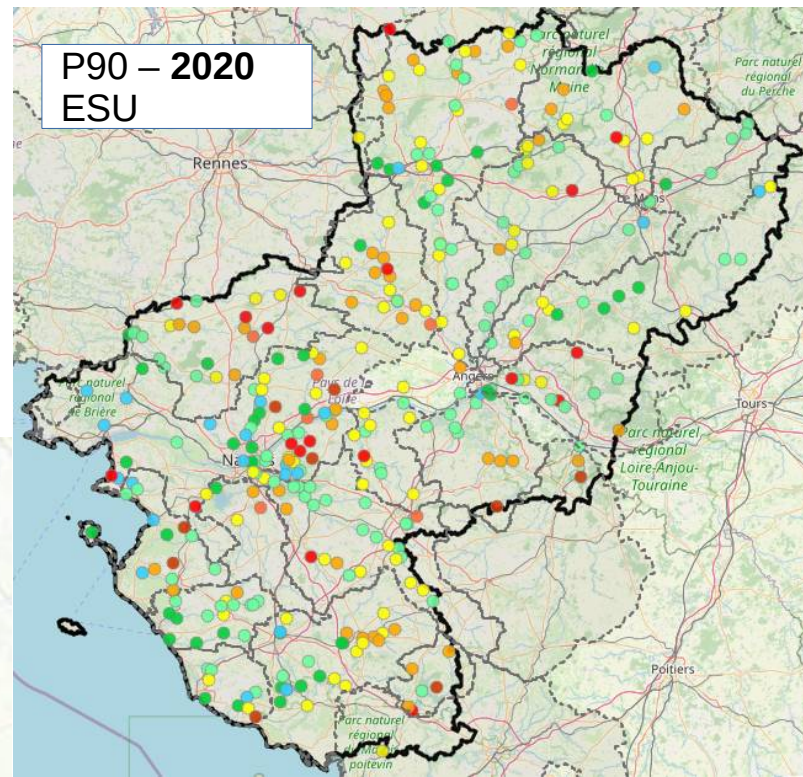 P90 – 2020
ESU
Parc naturel
régional
Normandie
Maine
Parc naturel
régional
du Perche
Rennes
Le Mans
Parc naturel
régional
de Brière
Pays de la
Loire
Angers
Tours
Nantes
Parc naturel
régional
Loire-Anjou-
Touraine
Poitiers
Parc naturel
régional
du Marais
poitevin